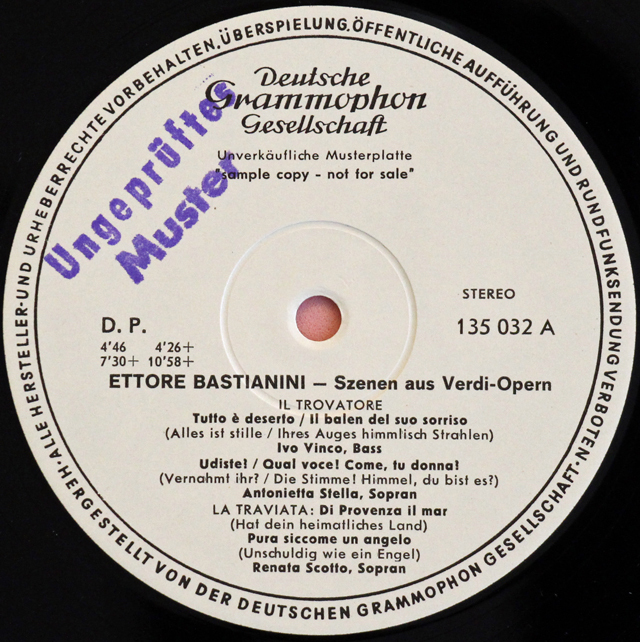 ·ALLE HERSTELLER-UND URHEBERRECHTE VORBEHALTEN.ÜBERSPIELUNG.ÖFFENTLICHE AUFFÜHRUNG UND RUNDFUNKSENDUNG VERBOTEN·
·HERGESTELLT VON DER DEUTSCHEN GRAMMOPHON GESELLSCHAFT·
Deutsche
Grammophon
Gesellschaft
Ungeprüftes
Muster
Unverkäufliche Musterplatte
"sample copy - not for sale"
STEREO
D. P.
135 032 A
4'46 4'26+
7'30+ 10'58+
ETTORE BASTIANINI – Szenen aus Verdi-Opern
IL TROVATORE
Tutto è deserto / Il balen del suo sorriso
(Alles ist stille / Ihres Auges himmlisch Strahlen)
Ivo Vinco, Bass
Udiste! / Qual voce! Come, tu donna!
(Vernahmt ihr? / Die Stimme! Himmel, du bist es?)
Antonietta Stella, Sopran
LA TRAVIATA: Di Provenza il mar
(Hat dein heimatliches Land)
Pura siccome un angelo
(Unschuldig wie ein Engel)
Renata Scotto, Sopran